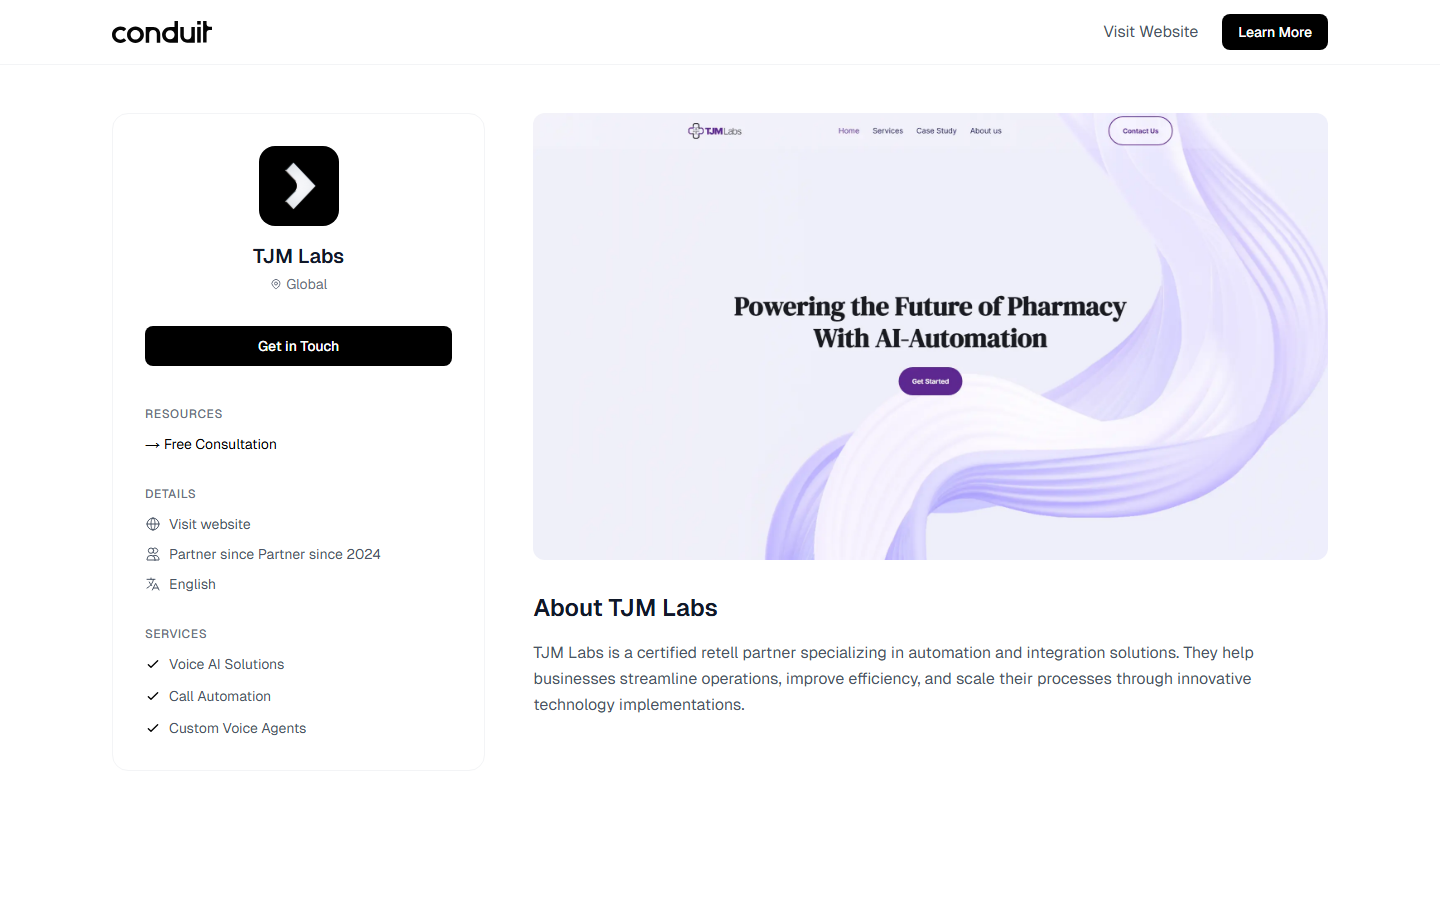 conduit
Visit Website
Learn More
TJM Labs
Global
Get in Touch
RESOURCES
→ Free Consultation
DETAILS
Visit website
Partner since Partner since 2024
English
SERVICES
Voice AI Solutions
Call Automation
Custom Voice Agents
TJM Labs
Home
Services
Case Study
About us
Contact Us
Powering the Future of Pharmacy
With AI-Automation
Get Started
About TJM Labs
TJM Labs is a certified retell partner specializing in automation and integration solutions. They help
businesses streamline operations, improve efficiency, and scale their processes through innovative
technology implementations.